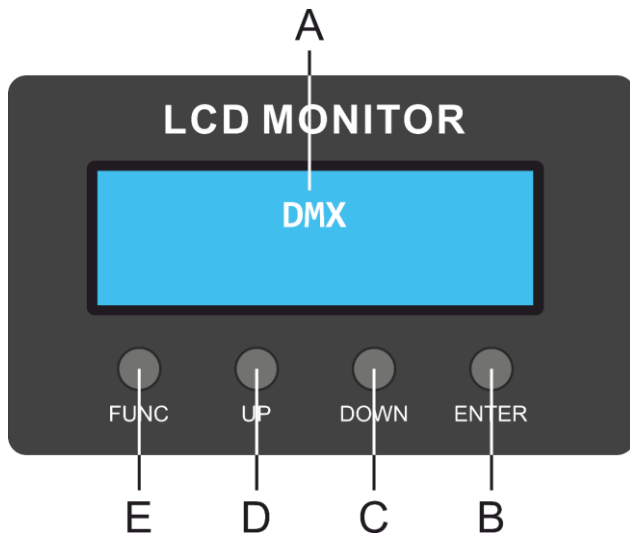 A
LCD MONITOR
DMX
FUNC UP DOWN ENTER
E D C B